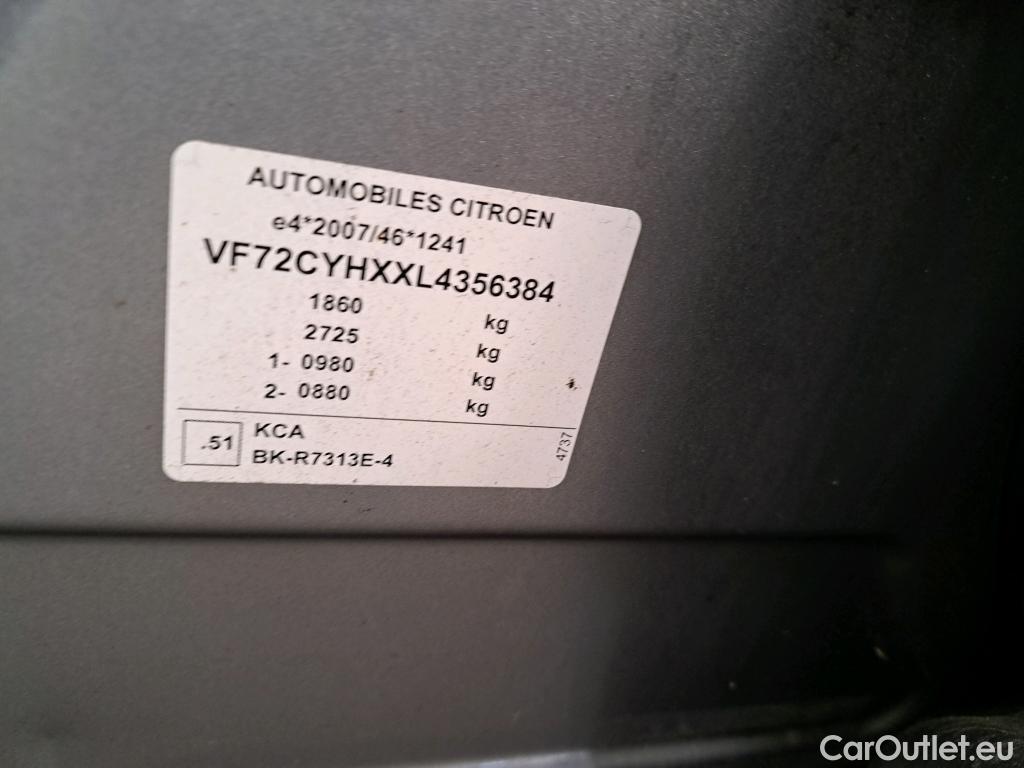 AUTOMOBILES CITROEN
e4*2007/46*1241
VF72CYHXXL4356384
1860 kg
2725 kg
1- 0980 kg
2- 0880 kg
.51
KCA
BK-R7313E-4
4737
CarOutlet.eu